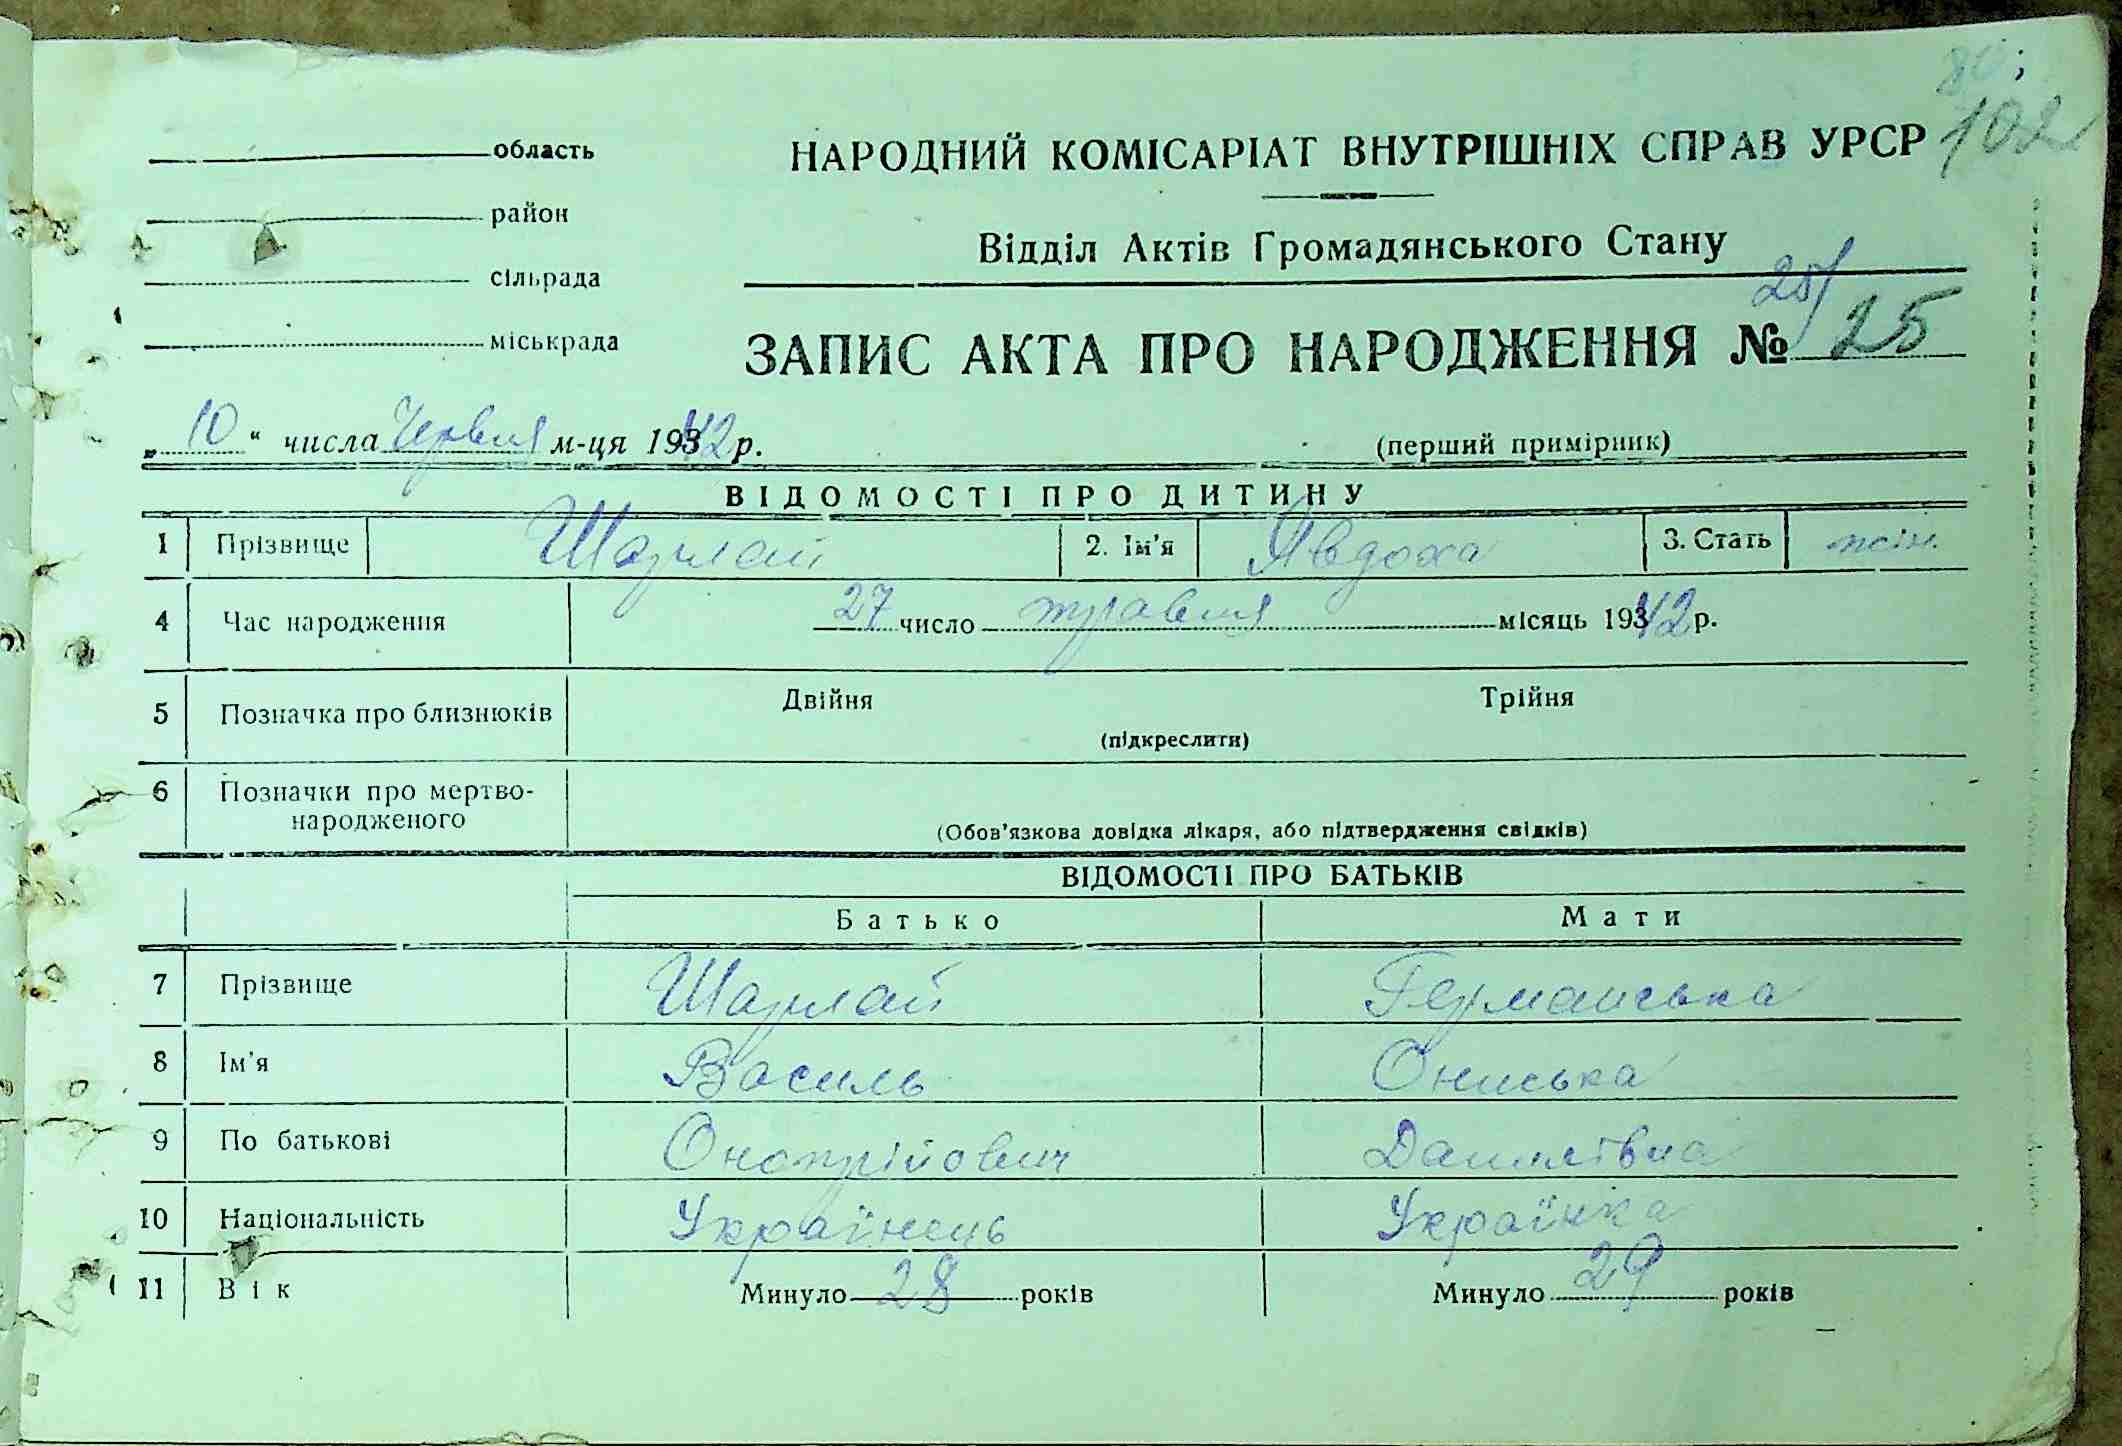 102
область
НАРОДНИЙ КОМІСАРІАТ ВНУТРІШНІХ СПРАВ УРСР
район
Відділ Актів Громадянського Стану
сільрада
міськрада
ЗАПИС АКТА ПРО НАРОДЖЕННЯ № 25
„ 10 “ числа Червня м-ця 1942 р.
(перший примірник)
ВІДОМОСТІ ПРО ДИТИНУ
1 Прізвище Шарлай 2. Ім'я Явдоха 3. Стать жін.
4 Час народження 27 число травня місяць 1942 р.
5 Позначка про близнюків Двійня Трійня
(підкреслити)
6 Позначки про мертво-
народженого
(Обов'язкова довідка лікаря, або підтвердження свідків)
ВІДОМОСТІ ПРО БАТЬКІВ
Батько Мати
7 Прізвище Шарлай Германська
8 Ім'я Василь Ониська
9 По батькові Онопрійович Данилівна
10 Національність Українець Українка
11 Вік Минуло 28 років Минуло 29 років